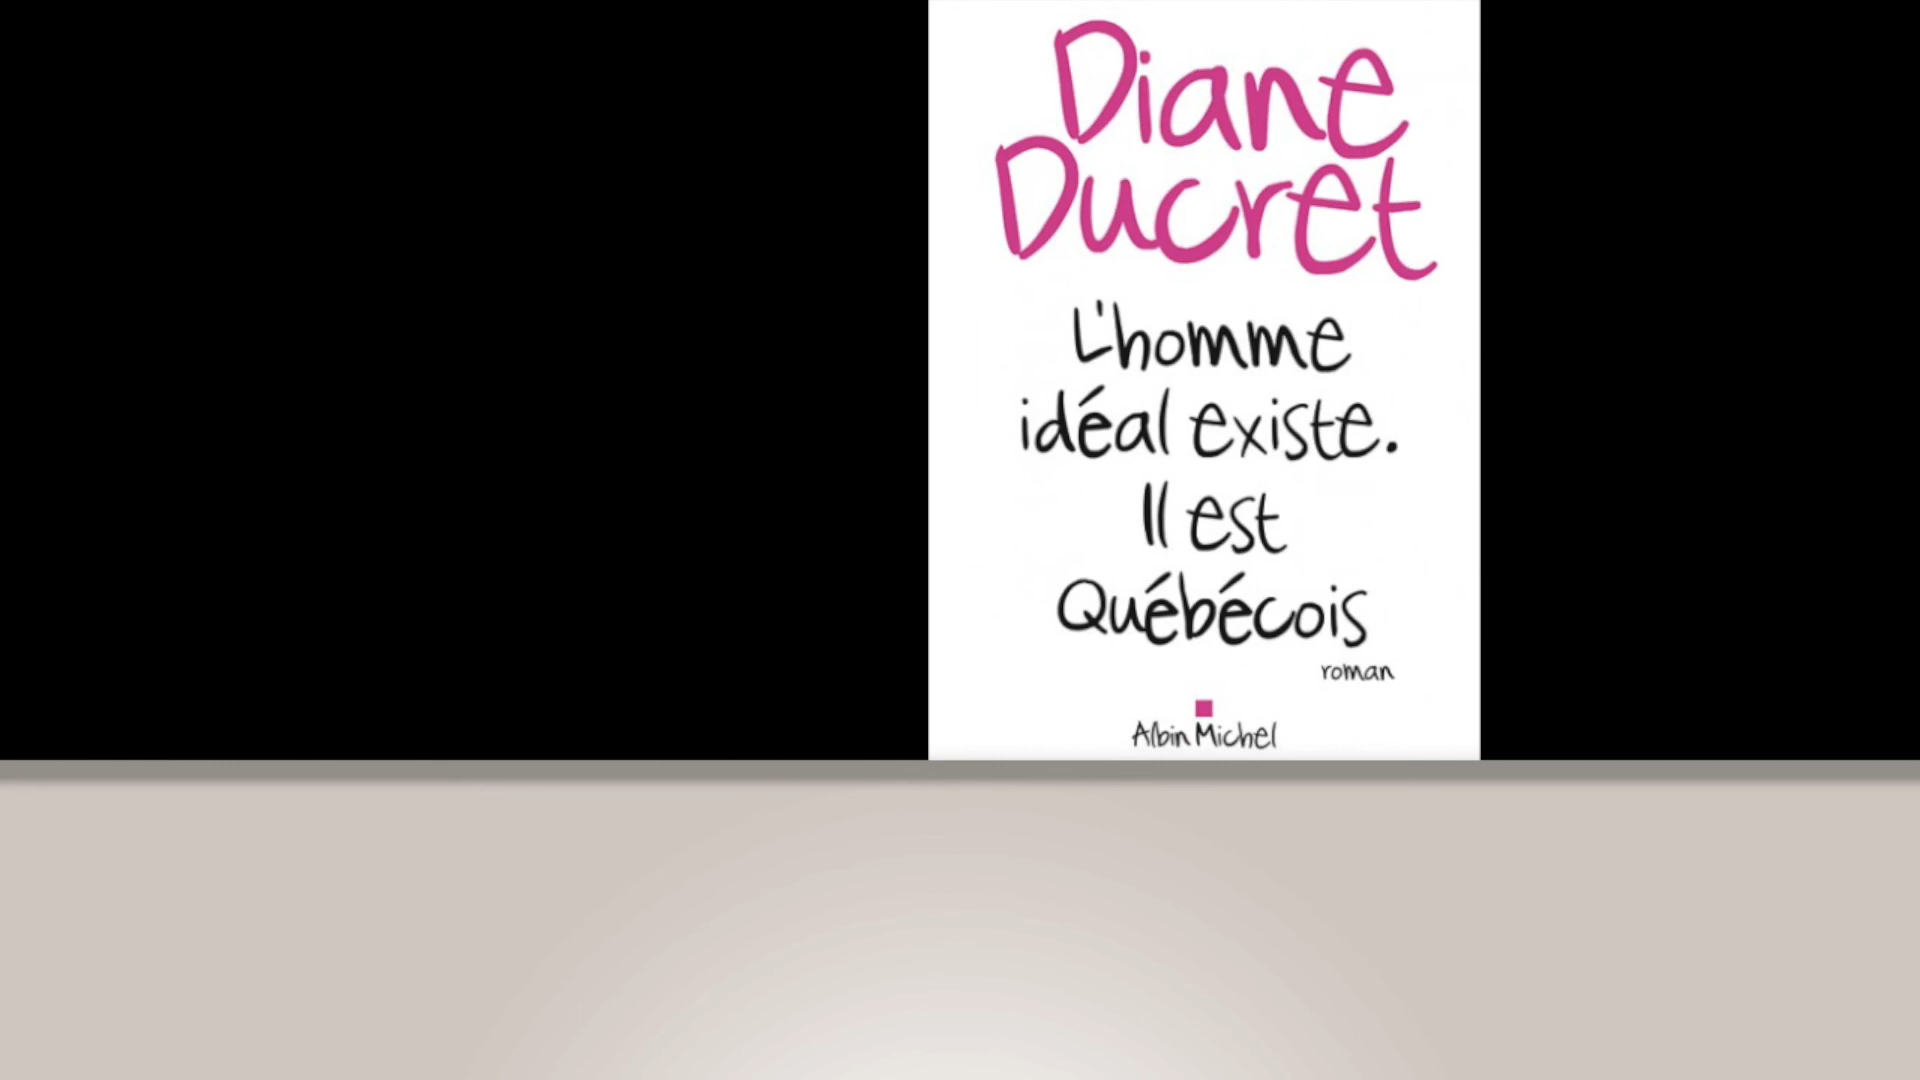 Diane
Ducret
L'homme
idéal existe.
Il est
Québécois
roman
Albin Michel